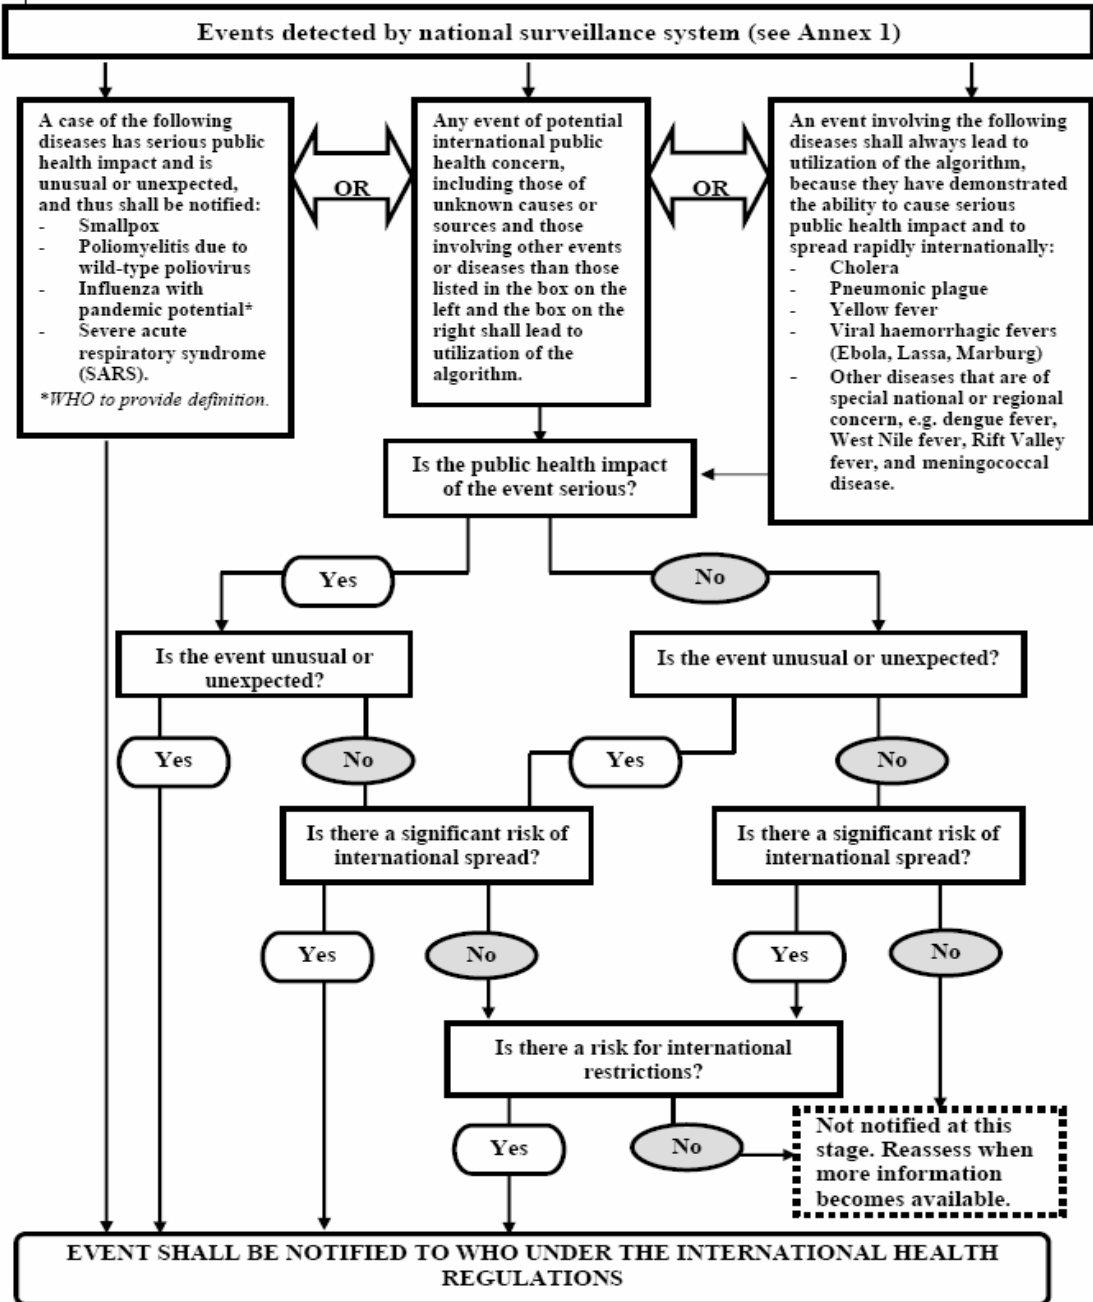 Events detected by national surveillance system (see Annex 1)
A case of the following
diseases has serious public
health impact and is
unusual or unexpected,
and thus shall be notified:
- Smallpox
- Poliomyelitis due to
wild-type poliovirus
- Influenza with
pandemic potential*
- Severe acute
respiratory syndrome
(SARS).
*WHO to provide definition.
OR
Any event of potential
international public
health concern,
including those of
unknown causes or
sources and those
involving other events
or diseases than those
listed in the box on the
left and the box on the
right shall lead to
utilization of the
algorithm.
OR
An event involving the following
diseases shall always lead to
utilization of the algorithm,
because they have demonstrated
the ability to cause serious
public health impact and to
spread rapidly internationally:
- Cholera
- Pneumonic plague
- Yellow fever
- Viral haemorrhagic fevers
(Ebola, Lassa, Marburg)
- Other diseases that are of
special national or regional
concern, e.g. dengue fever,
West Nile fever, Rift Valley
fever, and meningococcal
disease.
Is the public health impact
of the event serious?
Yes
No
Is the event unusual or
unexpected?
Is the event unusual or unexpected?
Yes
No
Yes
No
Is there a significant risk of
international spread?
Is there a significant risk of
international spread?
Yes
No
Yes
No
Is there a risk for international
restrictions?
Yes
No
Not notified at this
stage. Reassess when
more information
becomes available.
EVENT SHALL BE NOTIFIED TO WHO UNDER THE INTERNATIONAL HEALTH
REGULATIONS